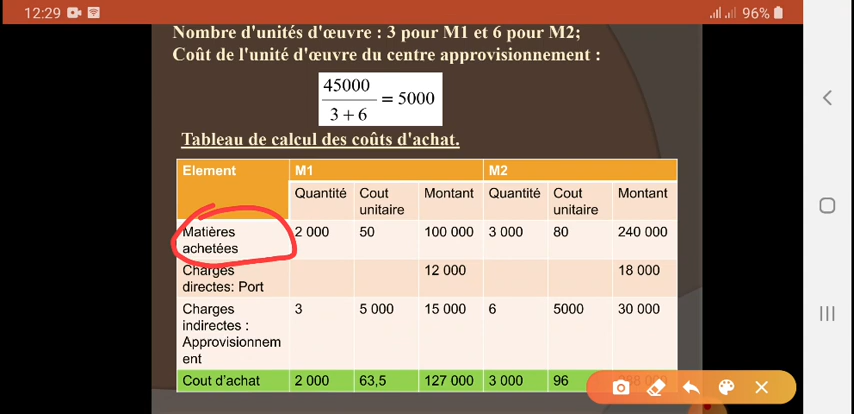 12:29
96%
Nombre d'unités d'œuvre : 3 pour M1 et 6 pour M2;
Coût de l'unité d'œuvre du centre approvisionnement :
45000
3 + 6
= 5000
Tableau de calcul des coûts d'achat.
Element M1 M2
Quantité Cout unitaire Montant Quantité Cout unitaire Montant
Matières achetées 2 000 50 100 000 3 000 80 240 000
Charges directes: Port 12 000 18 000
Charges indirectes : Approvisionnem ent 3 5 000 15 000 6 5000 30 000
Cout d'achat 2 000 63,5 127 000 3 000 96